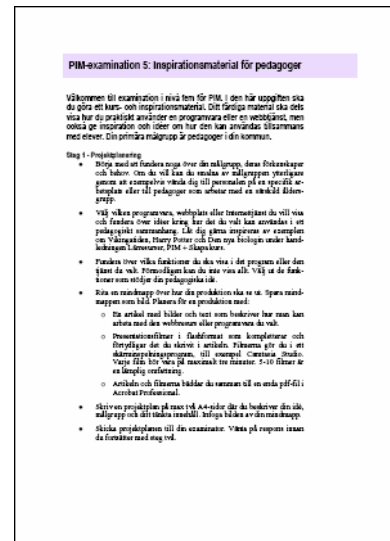 PIM-examination 5: Inspirationsmaterial för pedagoger
Välkommen till examination i nivå fem för PIM. I den här uppgiften ska
du göra ett kurs- och inspirationsmaterial. Ditt färdiga material ska dels
visa hur du praktiskt använder en programvara eller en webbtjänst, men
också ge inspiration och idéer om hur den kan användas tillsammans
med elever. Din primära målgrupp är pedagoger i din kommun.
Steg 1 - Projektplanering
● Börja med att fundera noga över din målgrupp, deras förkunskaper
och behov. Om du vill kan du smalna av målgruppen ytterligare
genom att exempelvis vända dig till personalen på en specifik ar-
betsplats eller till pedagoger som arbetar med en särskild ålders-
grupp.
● Välj vilken programvara, webbplats eller Internettjänst du vill visa
och fundera över idéer kring hur det du valt kan användas i ett
pedagogiskt sammanhang. Låt dig gärna inspireras av exemplen
om Vikingatiden, Harry Potter och Den nya biologin under hand-
ledningen Lärresurser, PIM + Skapa kurs.
● Fundera över vilka funktioner du ska visa i det program eller den
tjänst du valt. Förmodligen kan du inte visa allt. Välj ut de funk-
tioner som stödjer din pedagogiska idé.
● Rita en mindmapp över hur din produktion ska se ut. Spara mind-
mappen som bild. Planera för en produktion med:
○ En artikel med bilder och text som beskriver hur man kan
arbeta med den webbresurs eller programvara du valt.
○ Presentationsfilmer i flashformat som kompletterar och
förtydligar det du skrivit i artikeln. Filmerna gör du i ett
skärminspelningsprogram, till exempel Camtasia Studio.
Varje film bör vara på maximalt tre minuter. 5-10 filmer är
en lämplig omfattning.
○ Artikeln och filmerna bäddar du samman till en enda pdf-fil i
Acrobat Professional.
● Skriv en projektplan på max två A4-sidor där du beskriver din idé,
målgrupp och ditt tänkta innehåll. Infoga bilden av din mindmapp.
● Skicka projektplanen till din examinator. Vänta på respons innan
du fortsätter med steg två.